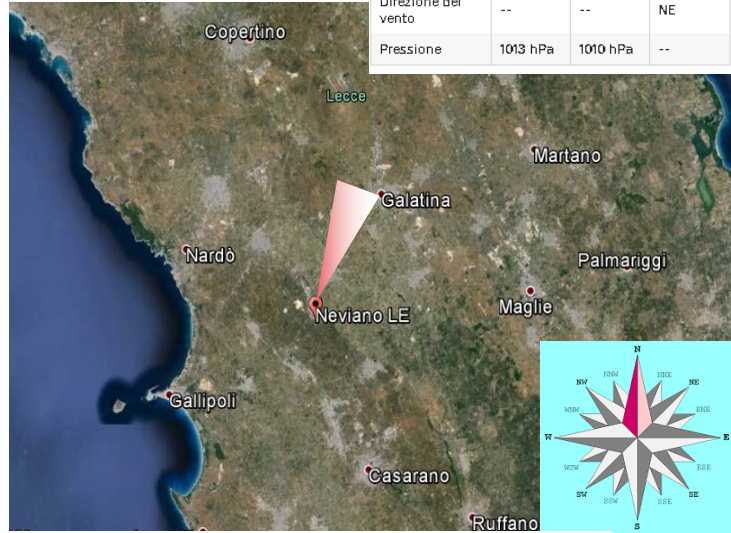 Direzione del
vento -- -- NE
Pressione 1013 hPa 1010 hPa --
Copertino
Lecce
Martano
Galatina
Nardò
Palmariggi
Maglie
Neviano LE
Gallipoli
Casarano
Ruffano
N
NNW NNE
NW NE
WNW ENE
W E
WSW ESE
SW SE
SSW SSE
S